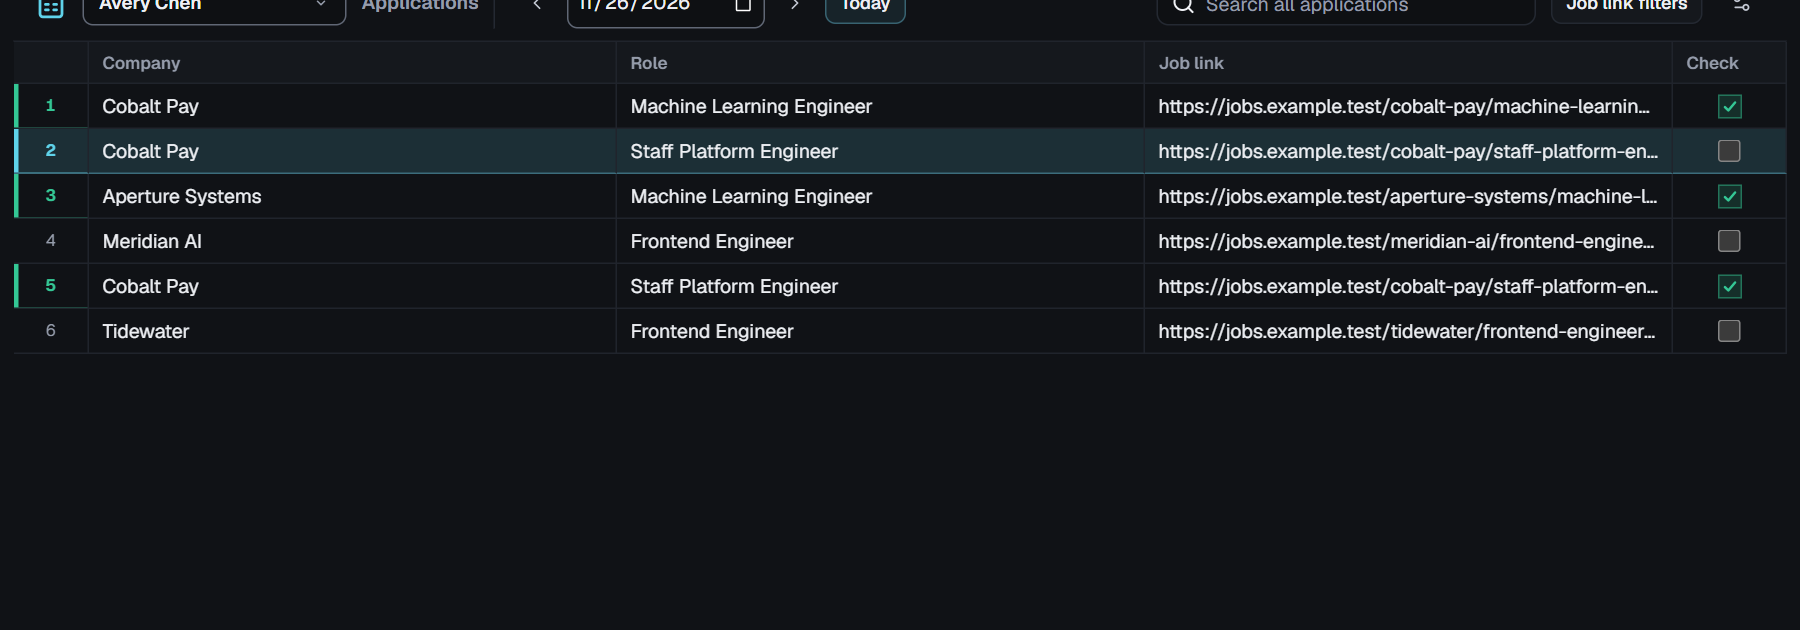 Avery Chen Applications 11/26/2026 Today Search all applications Job link filters
Company Role Job link Check
1 Cobalt Pay Machine Learning Engineer https://jobs.example.test/cobalt-pay/machine-learnin...
2 Cobalt Pay Staff Platform Engineer https://jobs.example.test/cobalt-pay/staff-platform-en...
3 Aperture Systems Machine Learning Engineer https://jobs.example.test/aperture-systems/machine-l...
4 Meridian AI Frontend Engineer https://jobs.example.test/meridian-ai/frontend-engine...
5 Cobalt Pay Staff Platform Engineer https://jobs.example.test/cobalt-pay/staff-platform-en...
6 Tidewater Frontend Engineer https://jobs.example.test/tidewater/frontend-engineer...